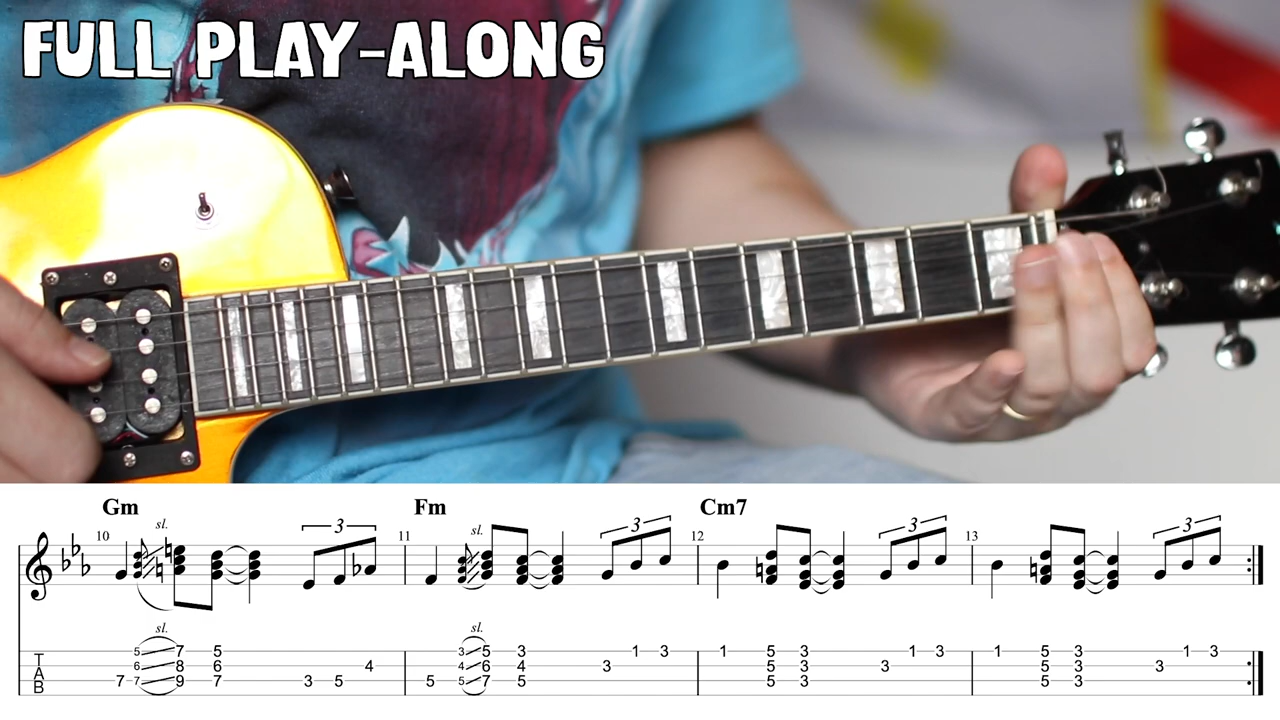 FULL PLAY-ALONG
Gm Fm Cm7
10 sl. 3 11 sl. 3 12 3 13 3
sl. sl.
T 5 7 5 3 5 3 1 3 1 5 3 1 3 1 5 3 1 3
A 6 8 6 4 4 6 4 3 5 3 3 5 3 3
B 7 7 9 7 3 5 5 5 7 5 5 3 5 3